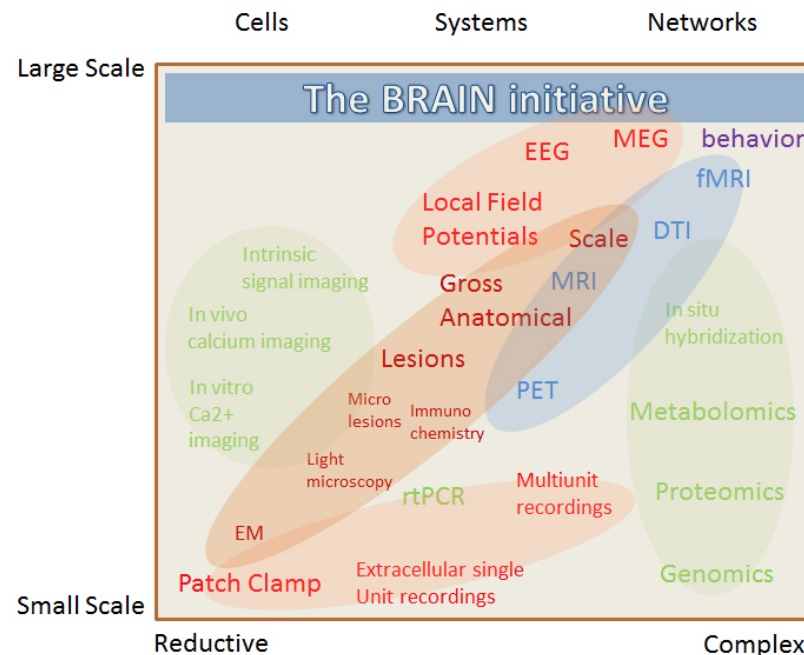 Cells Systems Networks
Large Scale
The BRAIN initiative
EEG MEG behavior
fMRI
Local Field
Potentials Scale DTI
Intrinsic
signal imaging
Gross MRI
Anatomical
In vivo
calcium imaging
In situ
hybridization
Lesions
In vitro
Ca2+
imaging
PET
Micro
lesions
Immuno
chemistry
Metabolomics
Light
microscopy
rtPCR
Multiunit
recordings
Proteomics
EM
Patch Clamp
Extracellular single
Unit recordings
Genomics
Small Scale
Reductive Complex